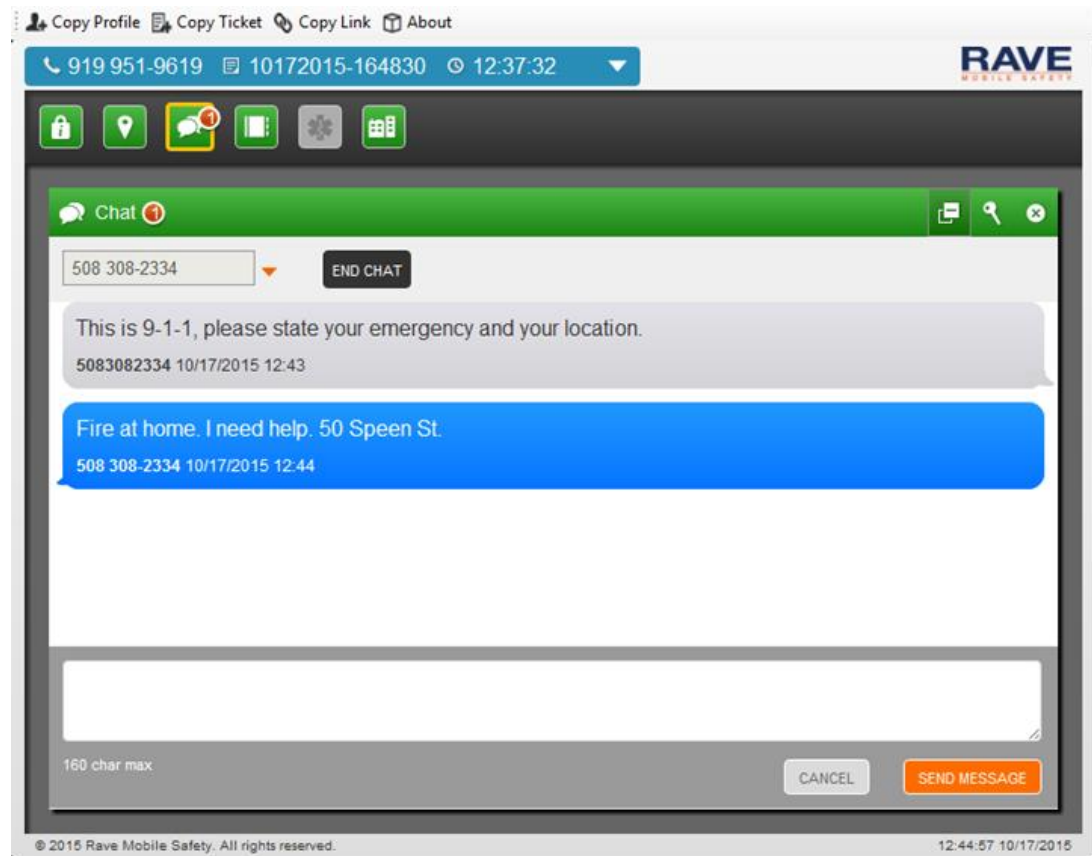 Copy Profile Copy Ticket Copy Link About
919 951-9619 10172015-164830 12:37:32
RAVE
MOBILE SAFETY
1
Chat 1
508 308-2334 END CHAT
This is 9-1-1, please state your emergency and your location.
5083082334 10/17/2015 12:43
Fire at home. I need help. 50 Speen St.
508 308-2334 10/17/2015 12:44
160 char max
CANCEL SEND MESSAGE
© 2015 Rave Mobile Safety. All rights reserved. 12:44:57 10/17/2015